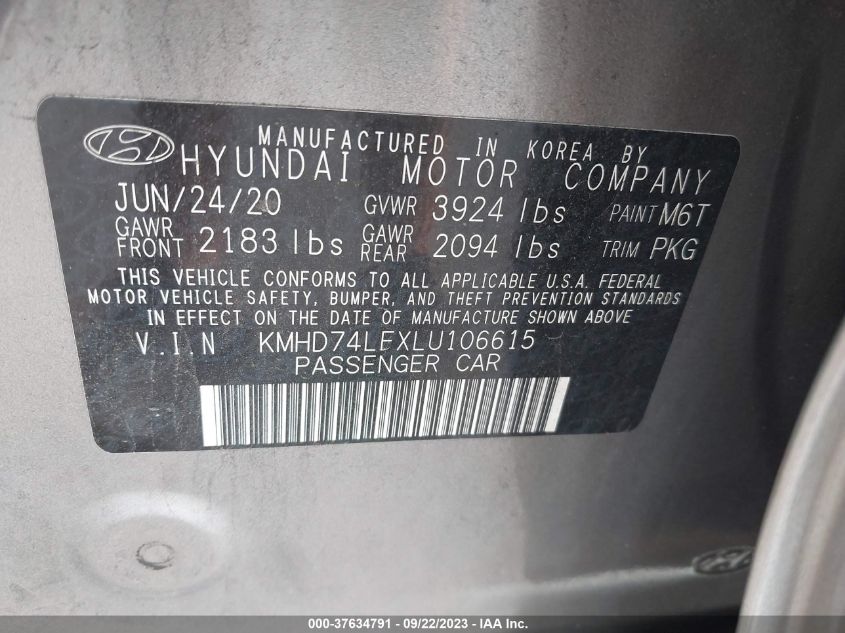 MANUFACTURED IN KOREA BY
HYUNDAI MOTOR COMPANY
JUN/24/20 GVWR 3924 lbs PAINT M6T
GAWR FRONT 2183 lbs GAWR REAR 2094 lbs TRIM PKG
THIS VEHICLE CONFORMS TO ALL APPLICABLE U.S.A. FEDERAL
MOTOR VEHICLE SAFETY, BUMPER, AND THEFT PREVENTION STANDARDS
IN EFFECT ON THE DATE OF MANUFACTURE SHOWN ABOVE
V.I.N KMHD74LFXLU106615
PASSENGER CAR
000-37634791 - 09/22/2023 - IAA Inc.